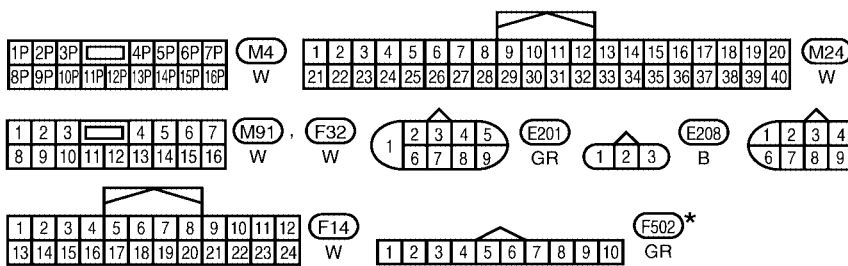 1P 2P 3P 4P 5P 6P 7P M4 1 2 3 4 5 6 7 8 9 10 11 12 13 14 15 16 17 18 19 20 M24
8P 9P 10P 11P 12P 13P 14P 15P 16P W 21 22 23 24 25 26 27 28 29 30 31 32 33 34 35 36 37 38 39 40 W
1 2 3 4 5 6 7 M91 , F32 1 2 3 4 5 E201 1 2 3 E208 1 2 3 4
8 9 10 11 12 13 14 15 16 W W 6 7 8 9 GR B 6 7 8 9
1 2 3 4 5 6 7 8 9 10 11 12 F14 1 2 3 4 5 6 7 8 9 10 F502 *
13 14 15 16 17 18 19 20 21 22 23 24 W GR